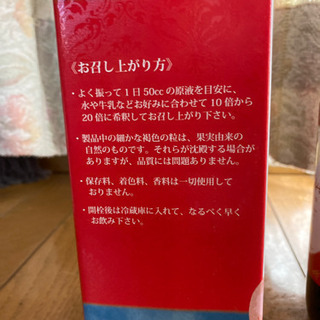 《お召し上がり方》
・よく振って1日50ccの原液を目安に、
水や牛乳などお好みに合わせて10倍から
20倍に希釈してお召し上がり下さい。
・製品中の細かな褐色の粒は、果実由来の
自然のものです。それらが沈殿する場合が
ありますが、品質には問題ありません。
・保存料、着色料、香料は一切使用して
おりません。
・開栓後は冷蔵庫に入れて、なるべく早く
お飲み下さい。